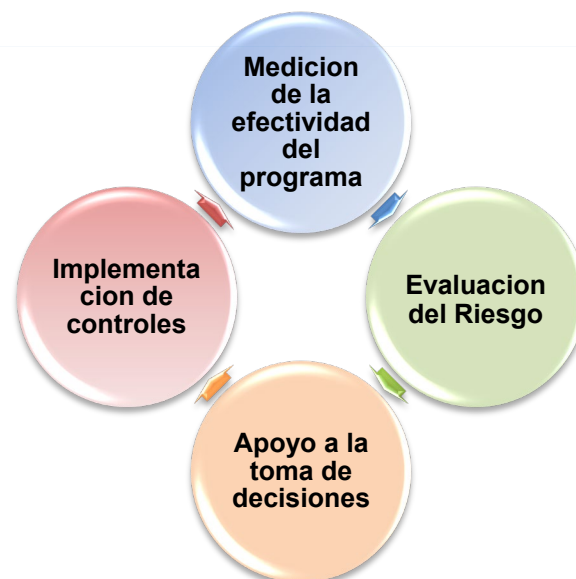 Medicion
de la
efectividad
del
programa
Implementa
cion de
controles
Evaluacion
del Riesgo
Apoyo a la
toma de
decisiones